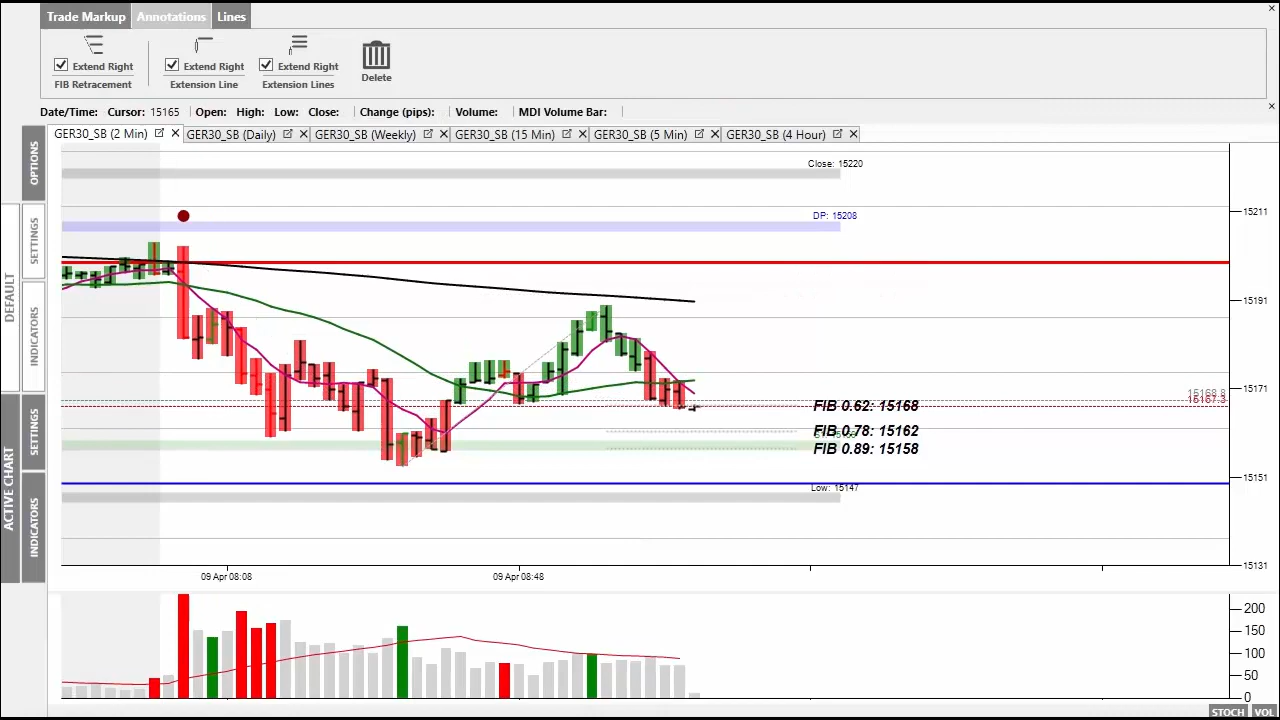 Trade Markup Annotations Lines
Extend Right Extend Right Extend Right
FIB Retracement Extension Line Extension Lines Delete
Date/Time: Cursor: 15165 Open: High: Low: Close: Change (pips): Volume: MDI Volume Bar:
GER30_SB (2 Min) GER30_SB (Daily) GER30_SB (Weekly) GER30_SB (15 Min) GER30_SB (5 Min) GER30_SB (4 Hour)
OPTIONS
SETTINGS
DEFAULT
INDICATORS
SETTINGS
ACTIVE CHART
INDICATORS
Close: 15220
DP: 15208
15211
15191
15171
15168.8
15167.3
FIB 0.62: 15168
FIB 0.78: 15162
FIB 0.89: 15158
15151
Low: 15147
15131
09 Apr 08:08 09 Apr 08:48
200
150
100
50
0
STOCH VOL